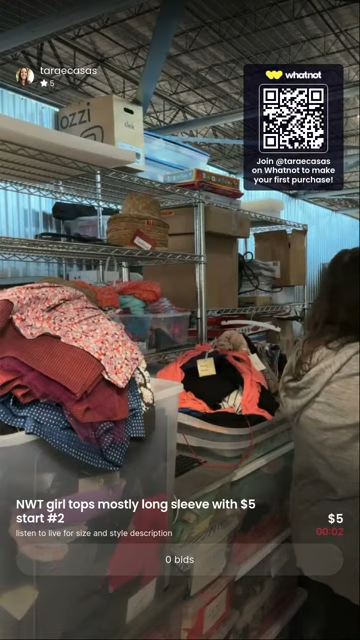 taraecasas
5
whatnot
Join @taraecasas
on Whatnot to make
your first purchase!
ozzi
NWT girl tops mostly long sleeve with $5
start #2
$5
listen to live for size and style description
00:02
0 bids